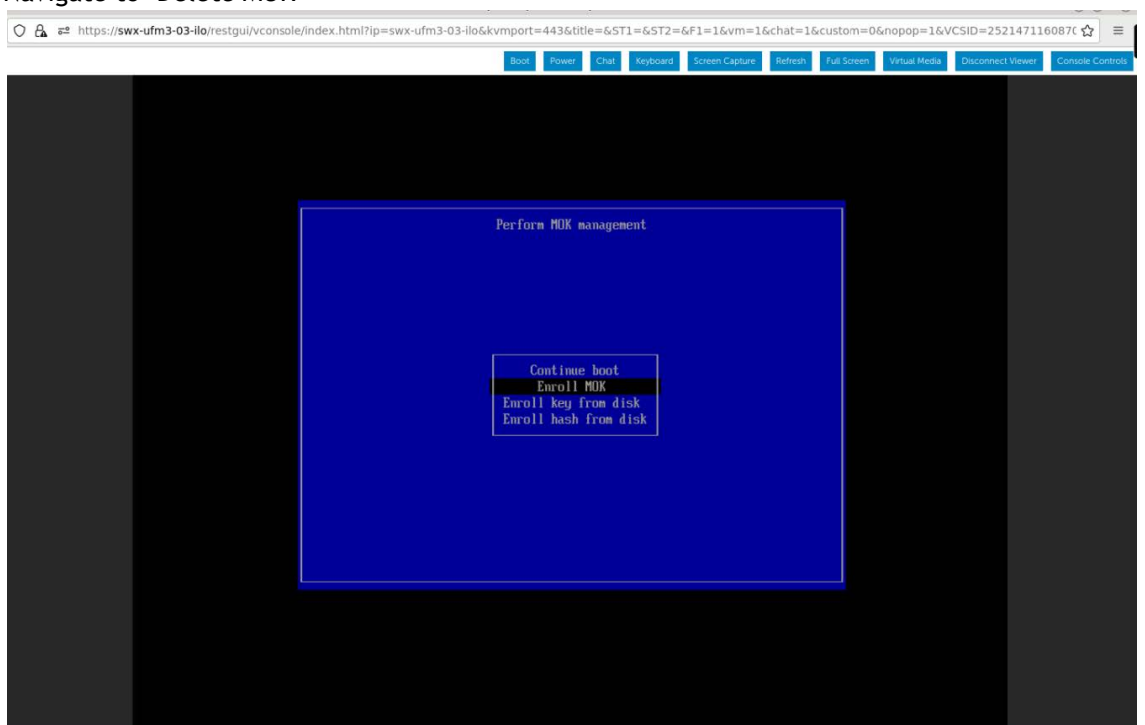 Navigate to "Delete MOK"
https://swx-ufm3-03-ilo/restgui/vconsole/index.html?ip=swx-ufm3-03-ilo&kvmport=443&title=&ST1=&ST2=&F1=1&vm=1&chat=1&custom=0&nopop=1&VCSID=252147116087(
Boot Power Chat Keyboard Screen Capture Refresh Full Screen Virtual Media Disconnect Viewer Console Controls
Perform MOK management
Continue boot
Enroll MOK
Enroll key from disk
Enroll hash from disk